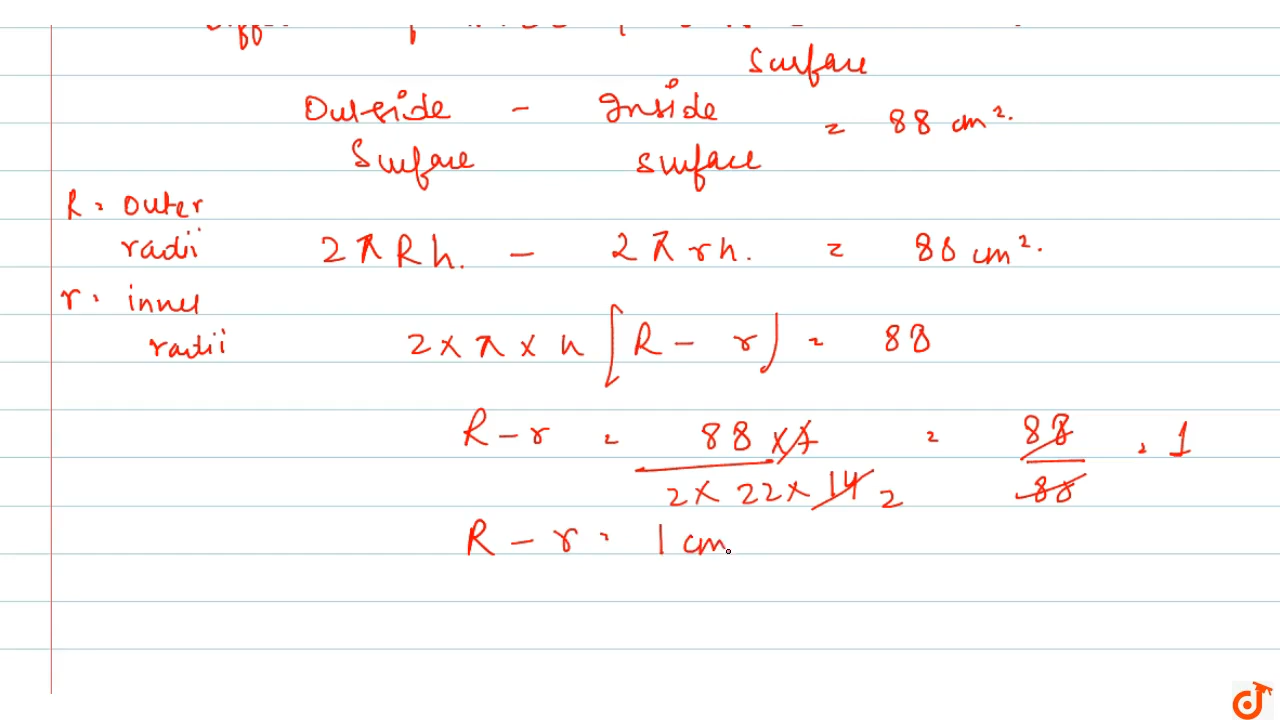 surface
Outside - Inside
surface surface = 88 cm².
R = outer
radii 2πRh. - 2πrh. = 88 cm².
r = inner
radii 2 × π × h [R - r] = 88
R - r = 88 × 7 / 2 × 22 × 14 2 = 88 / 88 = 1
R - r = 1 cm